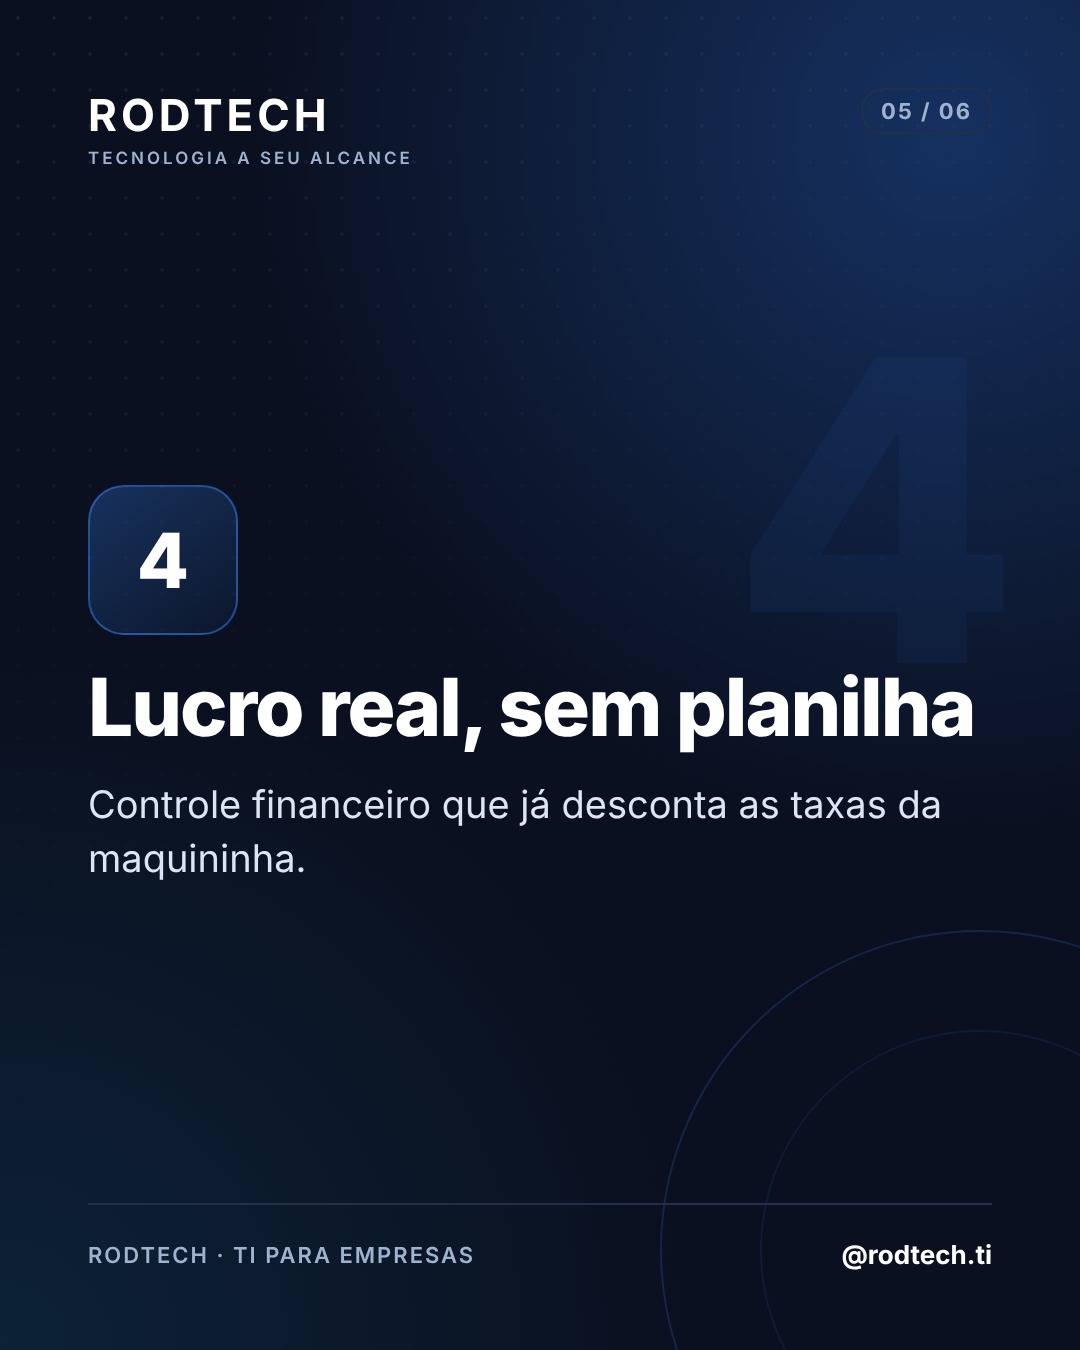 RODTECH
TECNOLOGIA A SEU ALCANCE
05 / 06
4
4
Lucro real, sem planilha
Controle financeiro que já desconta as taxas da
maquininha.
RODTECH · TI PARA EMPRESAS
@rodtech.ti